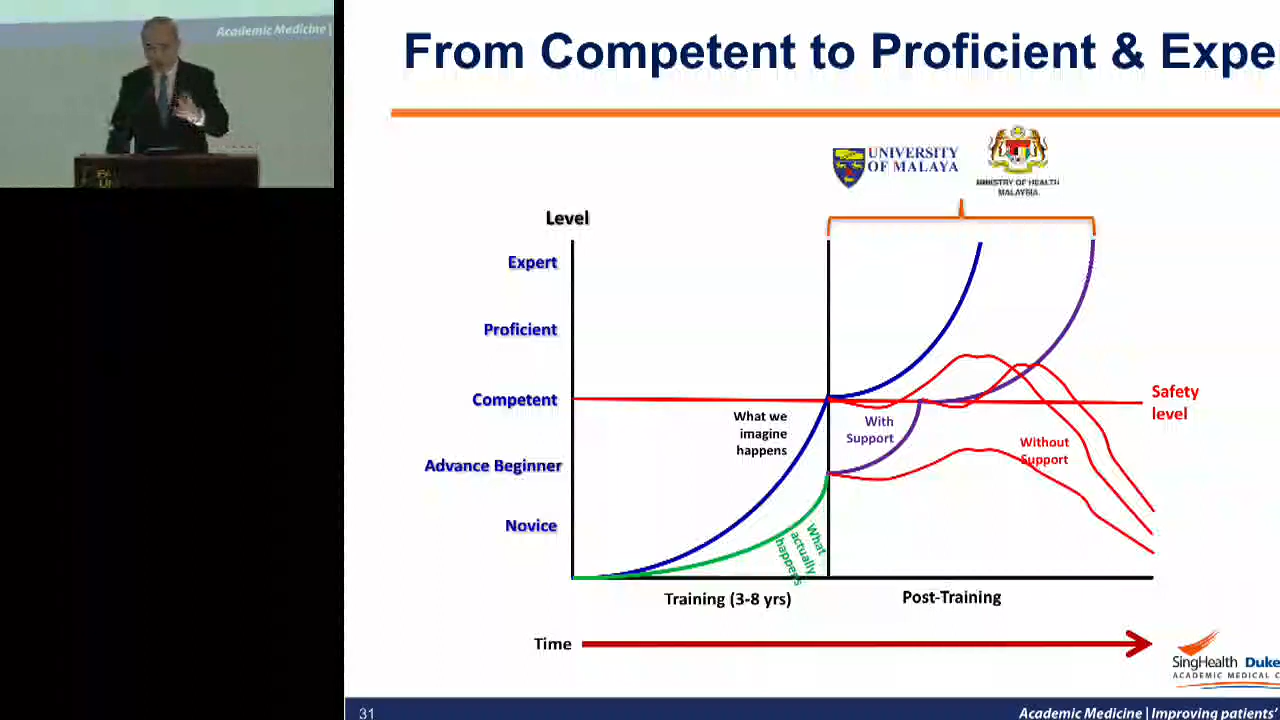 Academic Medicine |
From Competent to Proficient & Expe
UNIVERSITY
OF MALAYA
MINISTRY OF HEALTH
MALAYSIA
Level
Expert
Proficient
Competent
Advance Beginner
Novice
What we
imagine
happens
With
Support
Without
Support
Safety
level
What
actually
happens
Training (3-8 yrs)
Post-Training
Time
SingHealth Duke
ACADEMIC MEDICAL C
31
Academic Medicine | Improving patients'